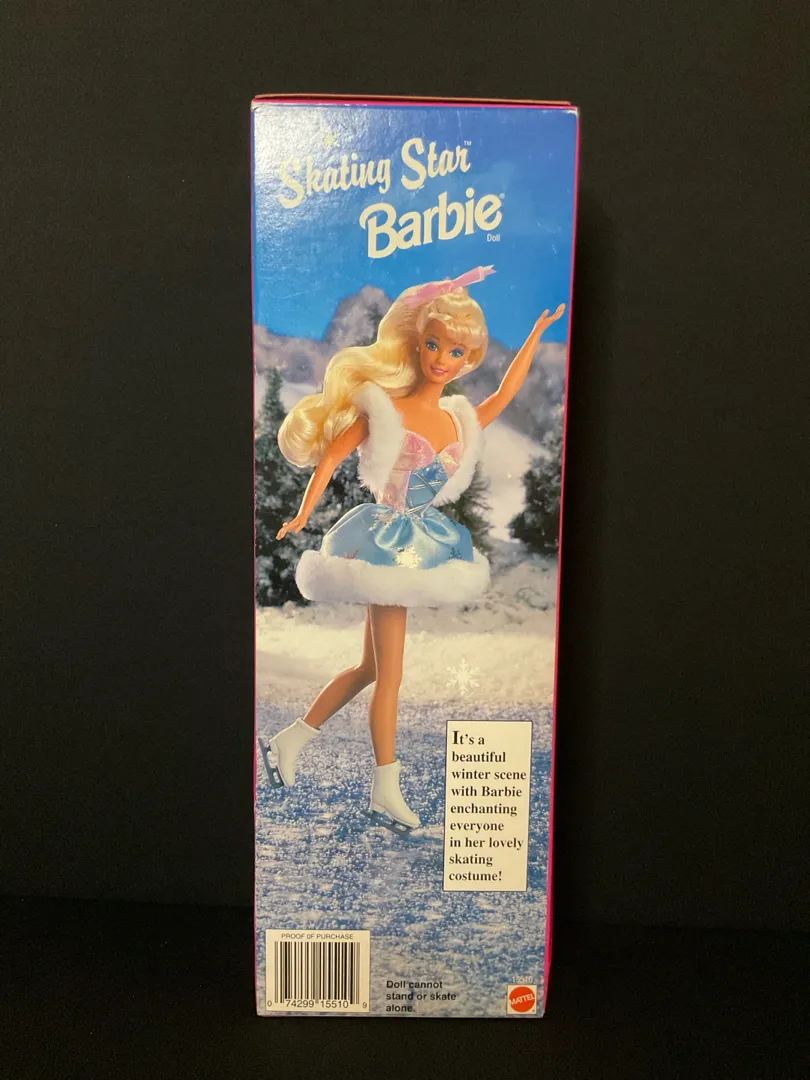 Skating Star™
Barbie®
Doll
It's a
beautiful
winter scene
with Barbie
enchanting
everyone
in her lovely
skating
costume!
PROOF OF PURCHASE
0 74299 15510 9
Doll cannot
stand or skate
alone.
15510
MATTEL